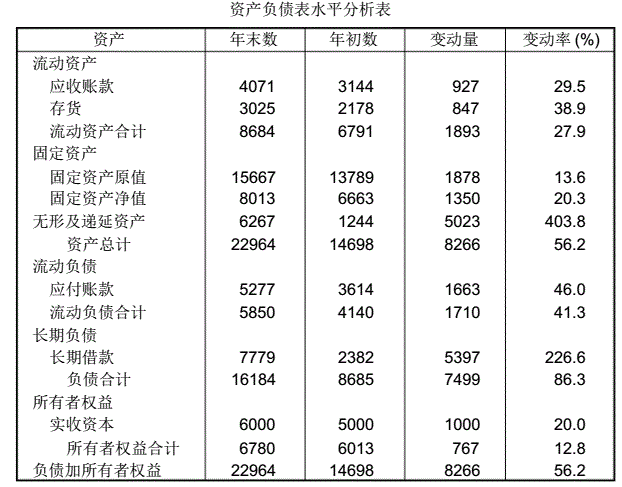 资产负债表水平分析表
资产 年末数 年初数 变动量 变动率(%)
流动资产
应收账款 4071 3144 927 29.5
存货 3025 2178 847 38.9
流动资产合计 8684 6791 1893 27.9
固定资产
固定资产原值 15667 13789 1878 13.6
固定资产净值 8013 6663 1350 20.3
无形及递延资产 6267 1244 5023 403.8
资产总计 22964 14698 8266 56.2
流动负债
应付账款 5277 3614 1663 46.0
流动负债合计 5850 4140 1710 41.3
长期负债
长期借款 7779 2382 5397 226.6
负债合计 16184 8685 7499 86.3
所有者权益
实收资本 6000 5000 1000 20.0
所有者权益合计 6780 6013 767 12.8
负债加所有者权益 22964 14698 8266 56.2